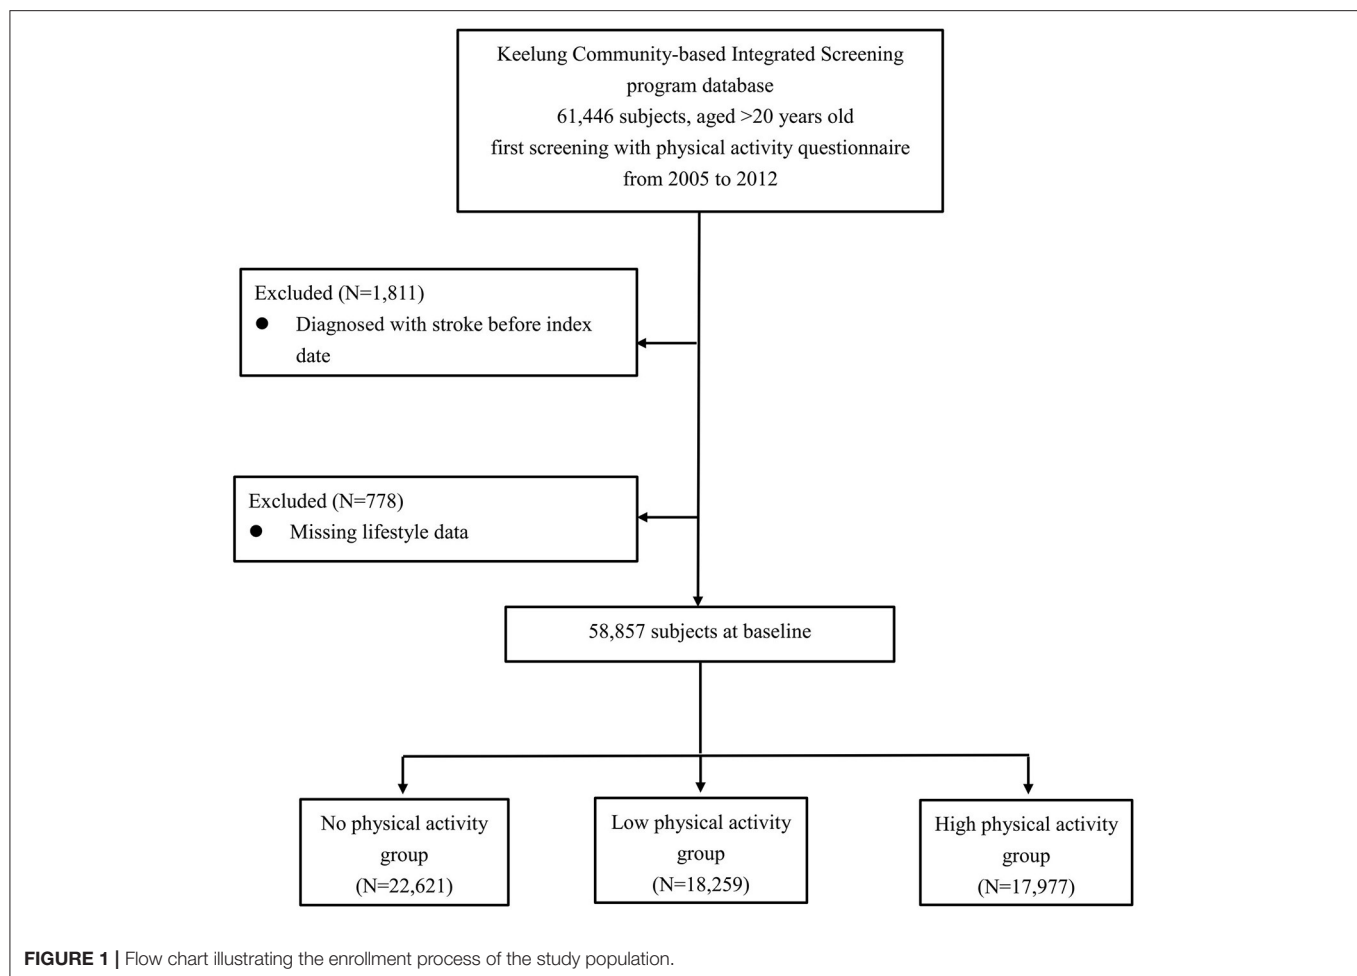 Keelung Community-based Integrated Screening
program database
61,446 subjects, aged >20 years old
first screening with physical activity questionnaire
from 2005 to 2012
Excluded (N=1,811)
● Diagnosed with stroke before index
date
Excluded (N=778)
● Missing lifestyle data
58,857 subjects at baseline
No physical activity
group
(N=22,621)
Low physical activity
group
(N=18,259)
High physical activity
group
(N=17,977)
FIGURE 1 | Flow chart illustrating the enrollment process of the study population.